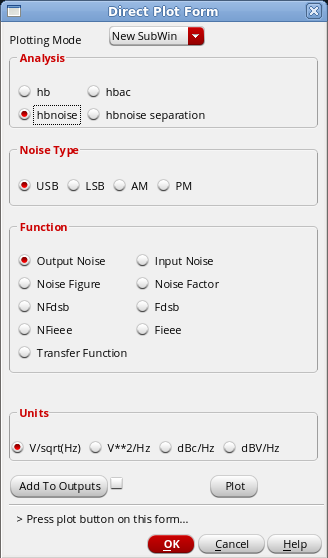 Direct Plot Form
Plotting Mode New SubWin
Analysis
hb hbac
hbnoise hbnoise separation
Noise Type
USB LSB AM PM
Function
Output Noise Input Noise
Noise Figure Noise Factor
NFdsb Fdsb
NFieee Fieee
Transfer Function
Units
V/sqrt(Hz) V**2/Hz dBc/Hz dBV/Hz
Add To Outputs Plot
> Press plot button on this form...
OK Cancel Help